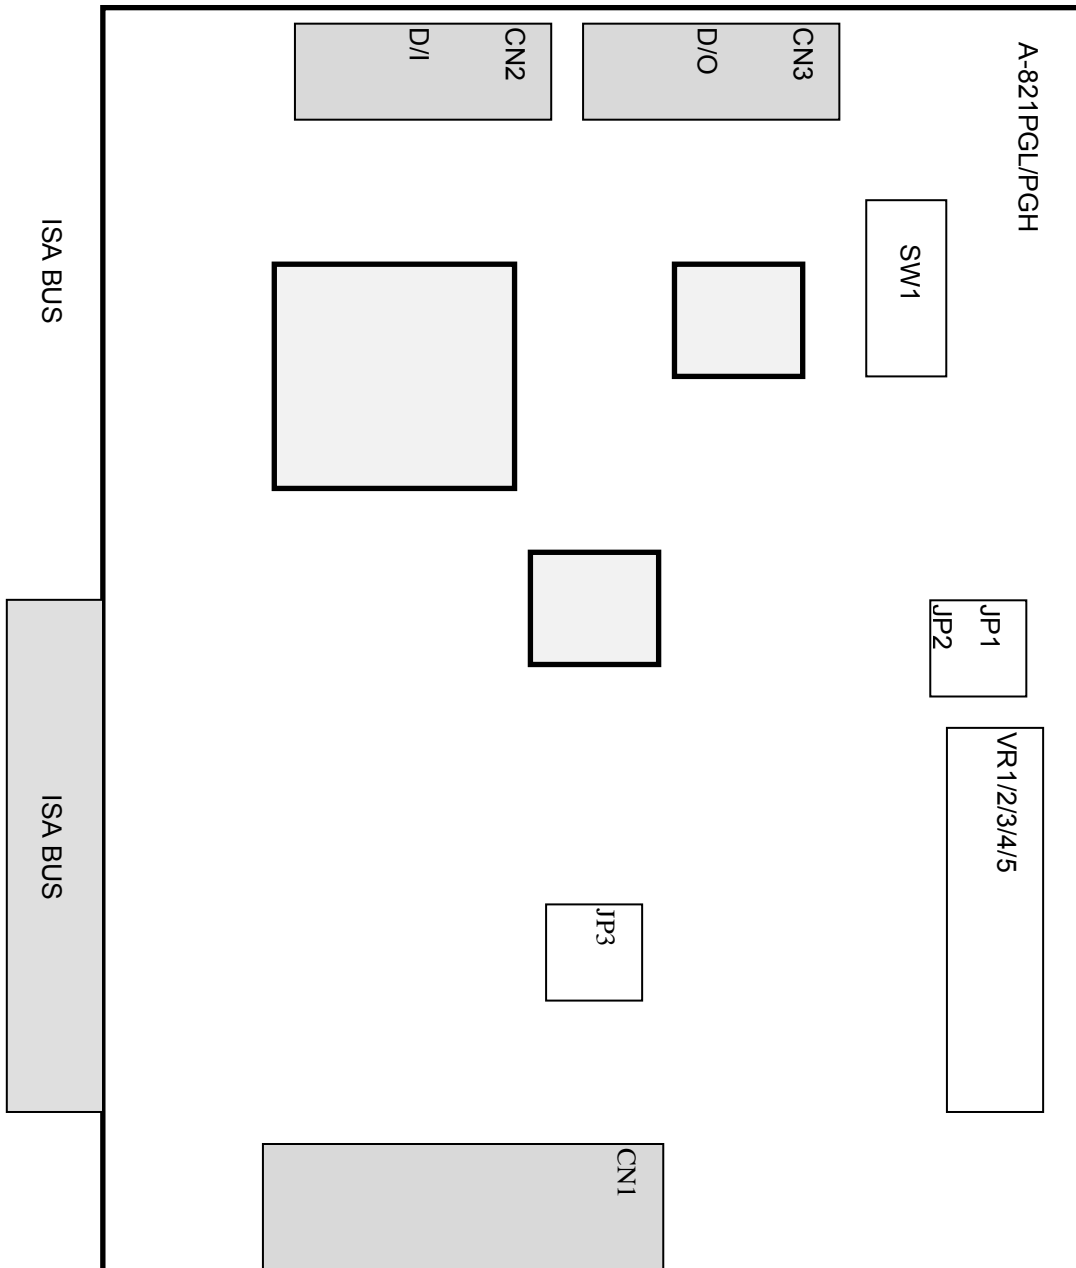 A-821PGL/PGH
CN3
D/O
CN2
D/I
SW1
JP1
JP2
VR1/2/3/4/5
JP3
CN1
ISA BUS
ISA BUS